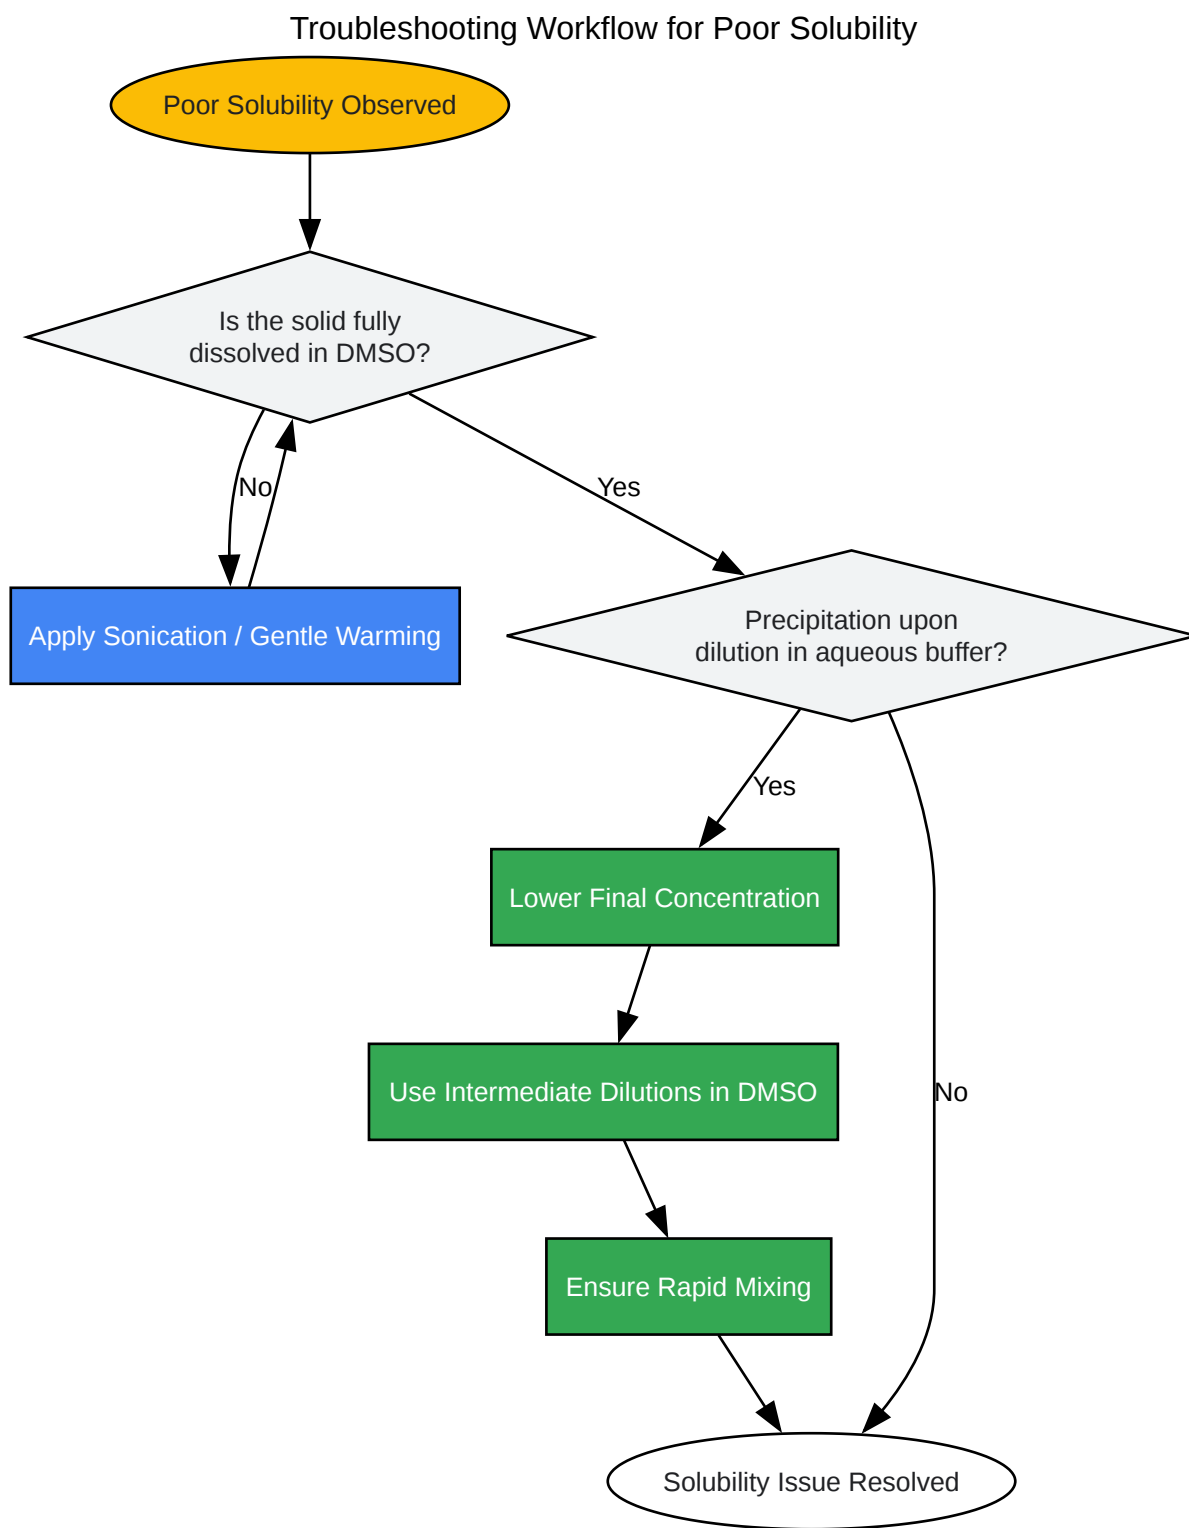 Troubleshooting Workflow for Poor Solubility
Poor Solubility Observed
Is the solid fully
dissolved in DMSO?
No
Yes
Apply Sonication / Gentle Warming
Precipitation upon
dilution in aqueous buffer?
Yes
Lower Final Concentration
Use Intermediate Dilutions in DMSO
No
Ensure Rapid Mixing
Solubility Issue Resolved